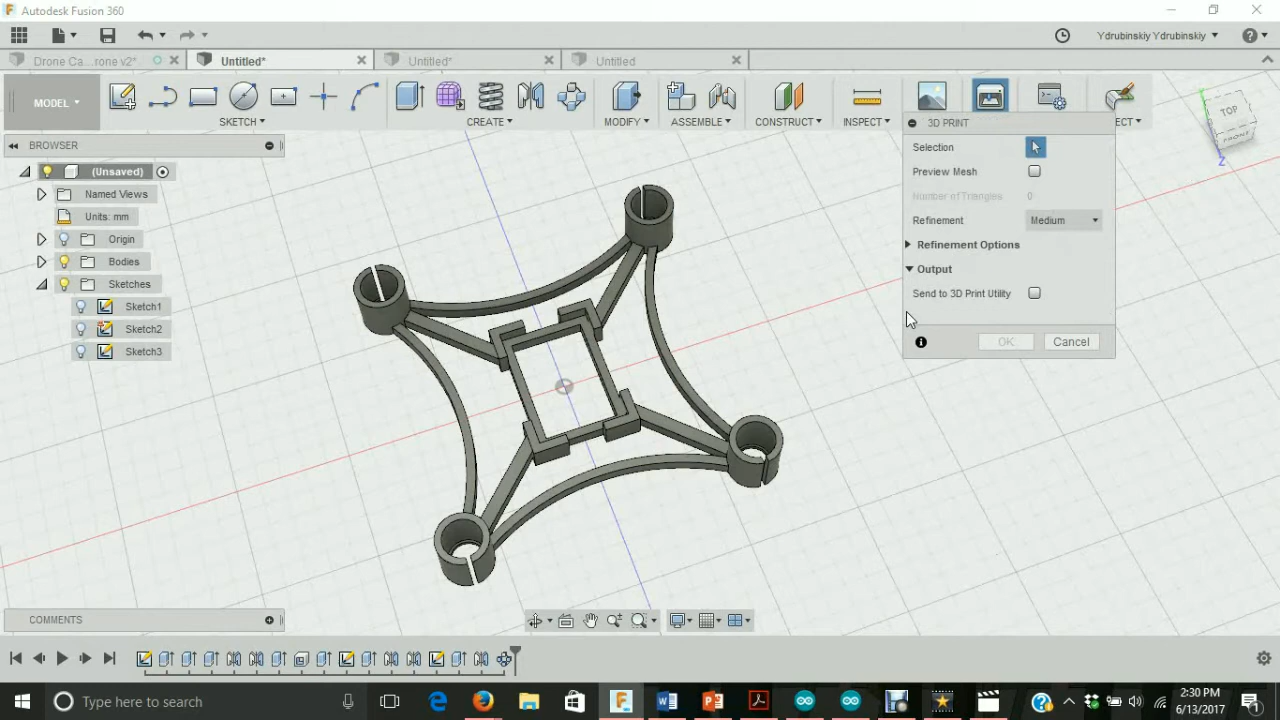 Autodesk Fusion 360
Ydrubinskiy Ydrubinskiy
Drone Ca...rone v2*
Untitled*
Untitled*
Untitled
MODEL
SKETCH
CREATE
MODIFY
ASSEMBLE
CONSTRUCT
INSPECT
ECT
TOP
FRONT
Z
BROWSER
(Unsaved)
Named Views
Units: mm
Origin
Bodies
Sketches
Sketch1
Sketch2
Sketch3
3D PRINT
Selection
Preview Mesh
Number of Triangles 0
Refinement Medium
Refinement Options
Output
Send to 3D Print Utility
OK Cancel
COMMENTS
Type here to search
2:30 PM
6/13/2017